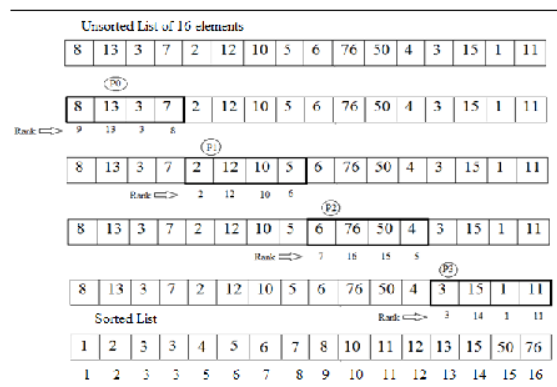 Unsorted List of 16 elements
8 13 3 7 2 12 10 5 6 76 50 4 3 15 1 11
P0
8 13 3 7 2 12 10 5 6 76 50 4 3 15 1 11
Rank 9 13 3 8
P1
8 13 3 7 2 12 10 5 6 76 50 4 3 15 1 11
Rank 2 12 10 6
P2
8 13 3 7 2 12 10 5 6 76 50 4 3 15 1 11
Rank 7 16 15 5
P3
8 13 3 7 2 12 10 5 6 76 50 4 3 15 1 11
Rank 3 14 1 11
Sorted List
1 2 3 3 4 5 6 7 8 10 11 12 13 15 50 76
1 2 3 3 5 6 7 8 9 10 11 12 13 14 15 16